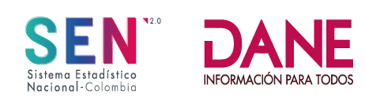 SEN 2.0
Sistema Estadístico
Nacional-Colombia
DANE
INFORMACIÓN PARA TODOS